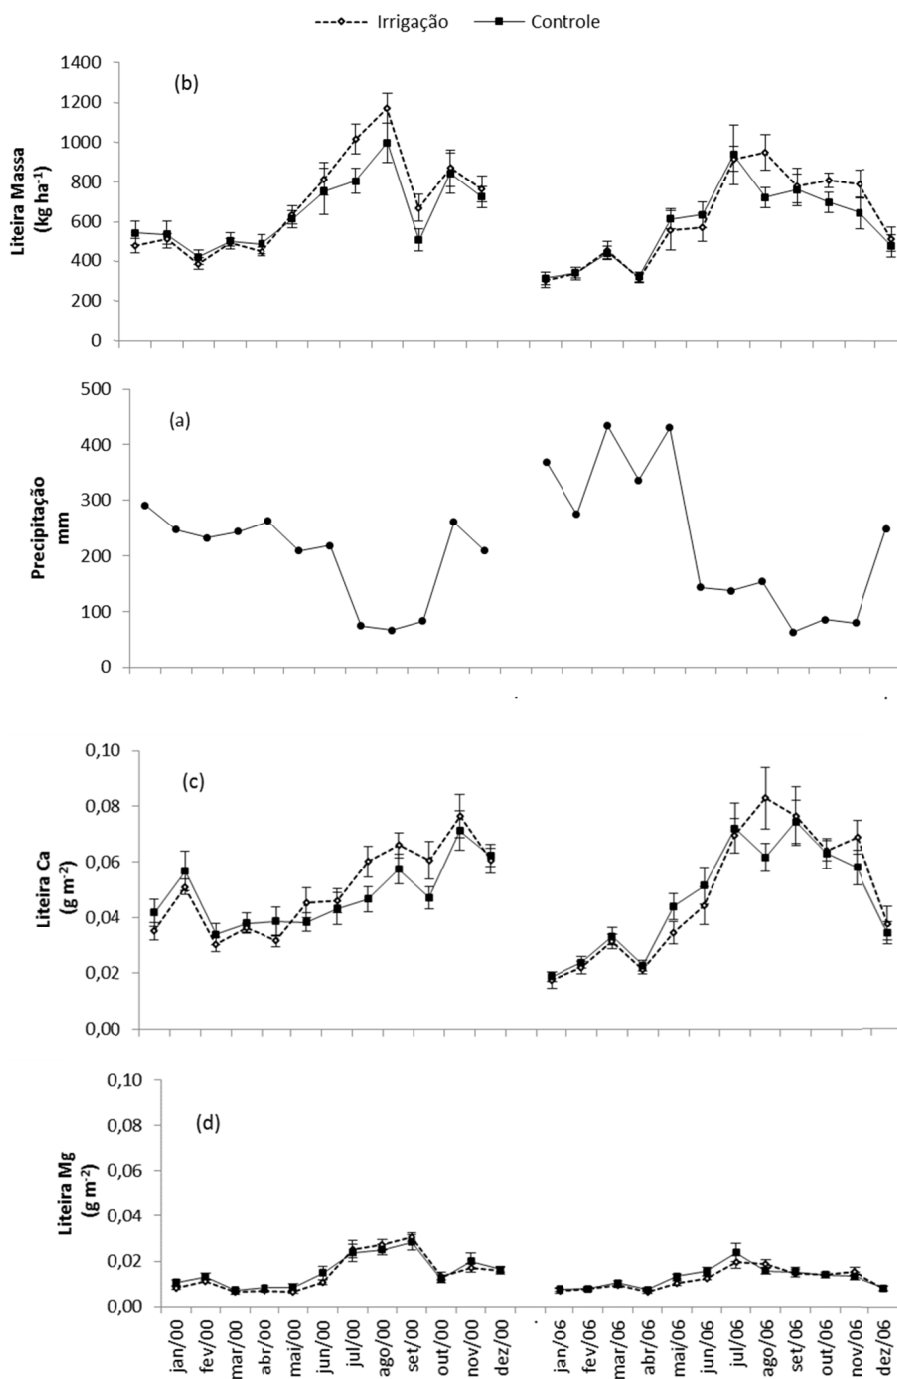 Irrigação Controle
(b)
Liteira Massa
(kg ha⁻¹)
1400
1200
1000
800
600
400
200
0
(a)
Precipitação
mm
500
400
300
200
100
0
(c)
Liteira Ca
(g m⁻²)
0,10
0,08
0,06
0,04
0,02
0,00
(d)
Liteira Mg
(g m⁻²)
0,10
0,08
0,06
0,04
0,02
0,00
jan/00
fev/00
mar/00
abr/00
mai/00
jun/00
jul/00
ago/00
set/00
out/00
nov/00
dez/00
jan/06
fev/06
mar/06
abr/06
mai/06
jun/06
jul/06
ago/06
set/06
out/06
nov/06
dez/06